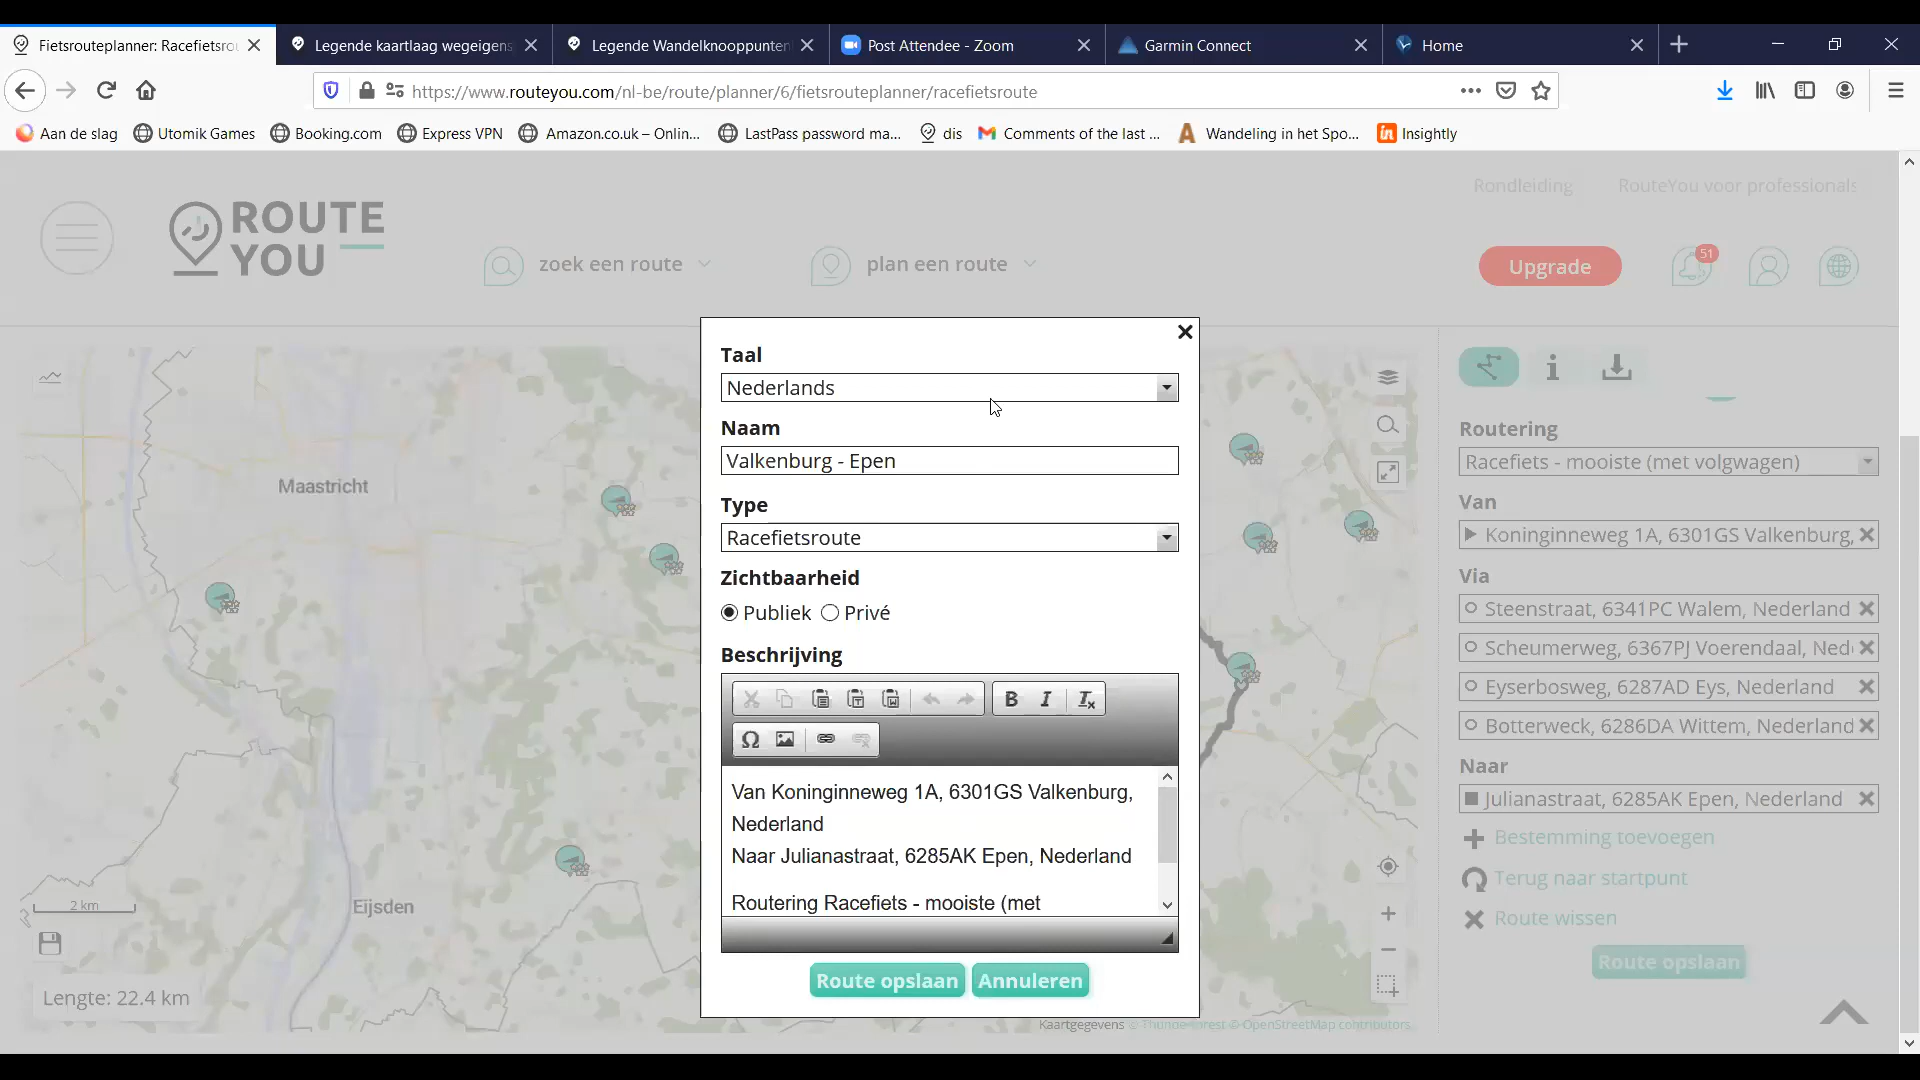 Fietsrouteplanner: Racefietsrou
Legende kaartlaag wegeigens
Legende Wandelknooppunten
Post Attendee - Zoom
Garmin Connect
Home
https://www.routeyou.com/nl-be/route/planner/6/fietsrouteplanner/racefietsroute
Aan de slag
Utomik Games
Booking.com
Express VPN
Amazon.co.uk – Onlin...
LastPass password ma...
dis
Comments of the last ...
Wandeling in het Spo...
Insightly
Rondleiding
RouteYou voor professionals
ROUTE
YOU
zoek een route
plan een route
Upgrade
51
Maastricht
Eijsden
2 km
Lengte: 22.4 km
Taal
Nederlands
Naam
Valkenburg - Epen
Type
Racefietsroute
Zichtbaarheid
Publiek
Privé
Beschrijving
Van Koninginneweg 1A, 6301GS Valkenburg,
Nederland
Naar Julianastraat, 6285AK Epen, Nederland
Routering Racefiets - mooiste (met
Route opslaan
Annuleren
Kaartgegevens © Thunderforest © OpenStreetMap contributors.
Routering
Racefiets - mooiste (met volgwagen)
Van
Koninginneweg 1A, 6301GS Valkenburg,
Via
Steenstraat, 6341PC Walem, Nederland
Scheumerweg, 6367PJ Voerendaal, Ned
Eyserbosweg, 6287AD Eys, Nederland
Botterweck, 6286DA Wittem, Nederland
Naar
Julianastraat, 6285AK Epen, Nederland
Bestemming toevoegen
Terug naar startpunt
Route wissen
Route opslaan